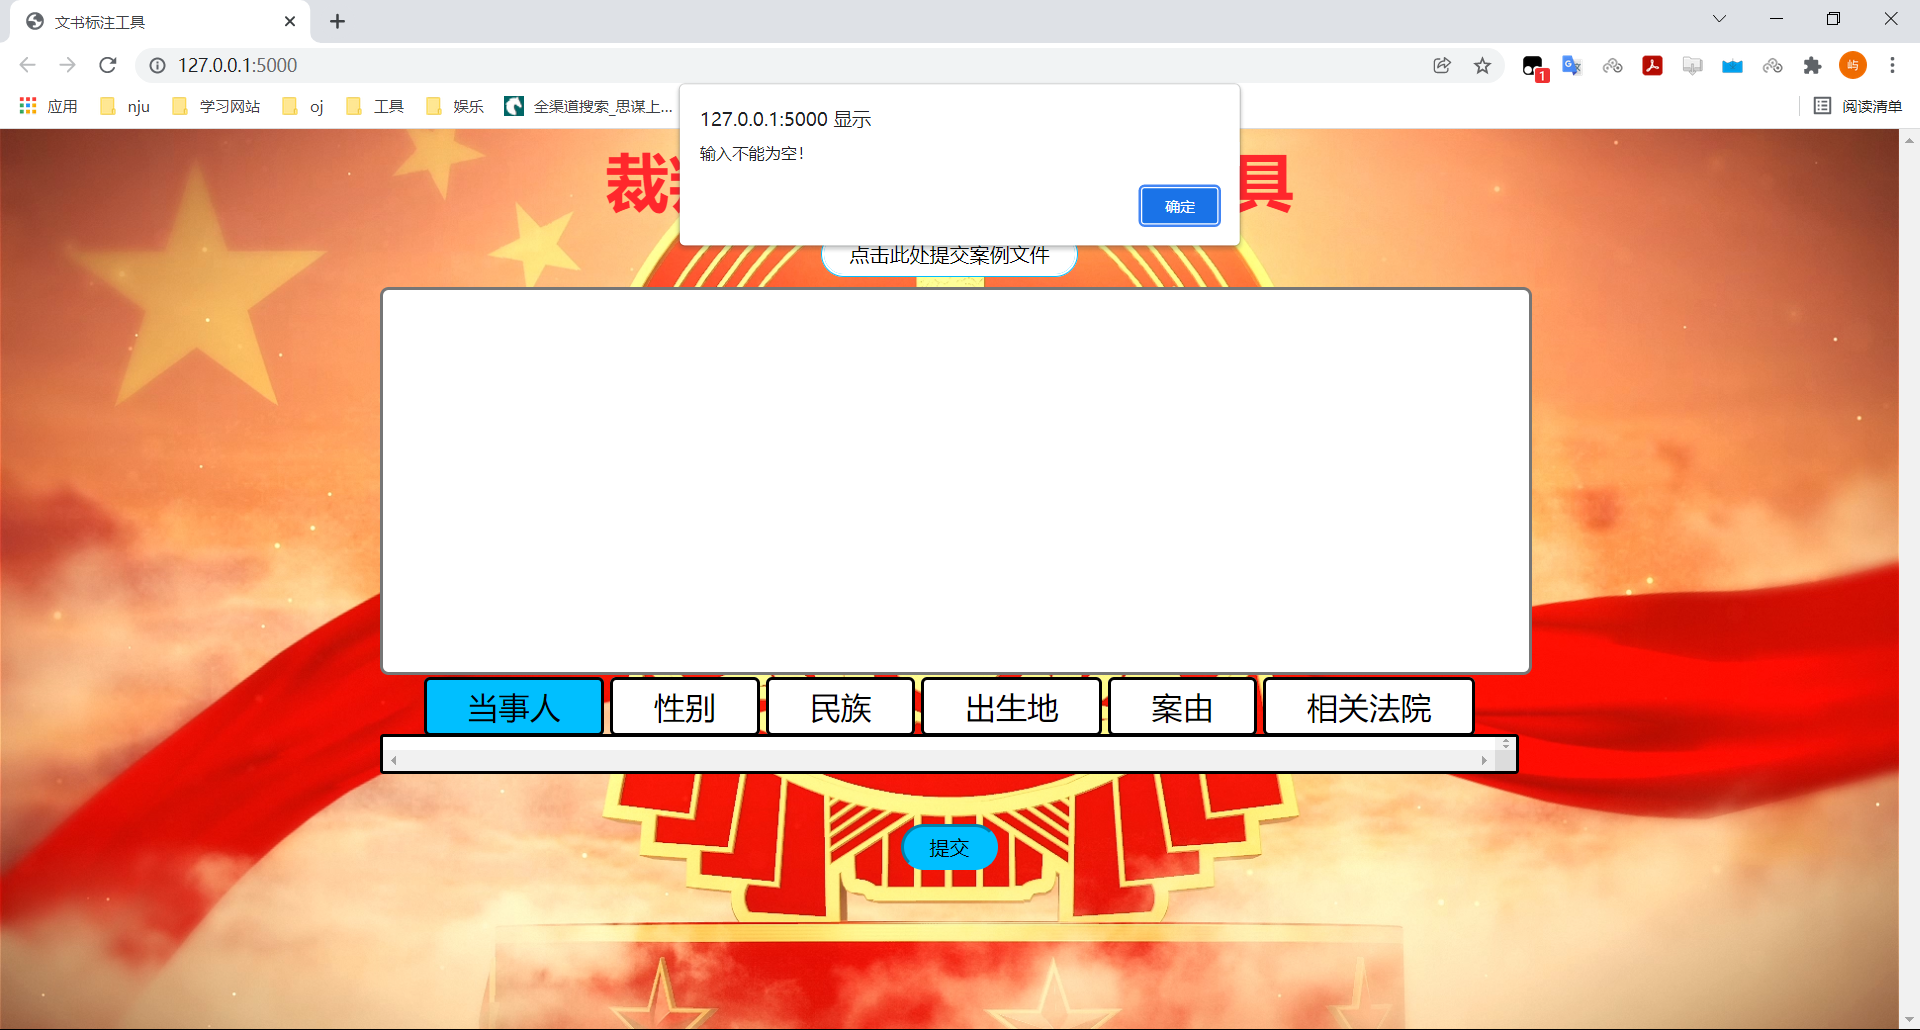 文书标注工具
127.0.0.1:5000
1
屿
应用
nju
学习网站
oj
工具
娱乐
全渠道搜索_思谋上...
阅读清单
127.0.0.1:5000 显示
输入不能为空！
确定
裁
具
点击此处提交案例文件
当事人
性别
民族
出生地
案由
相关法院
提交